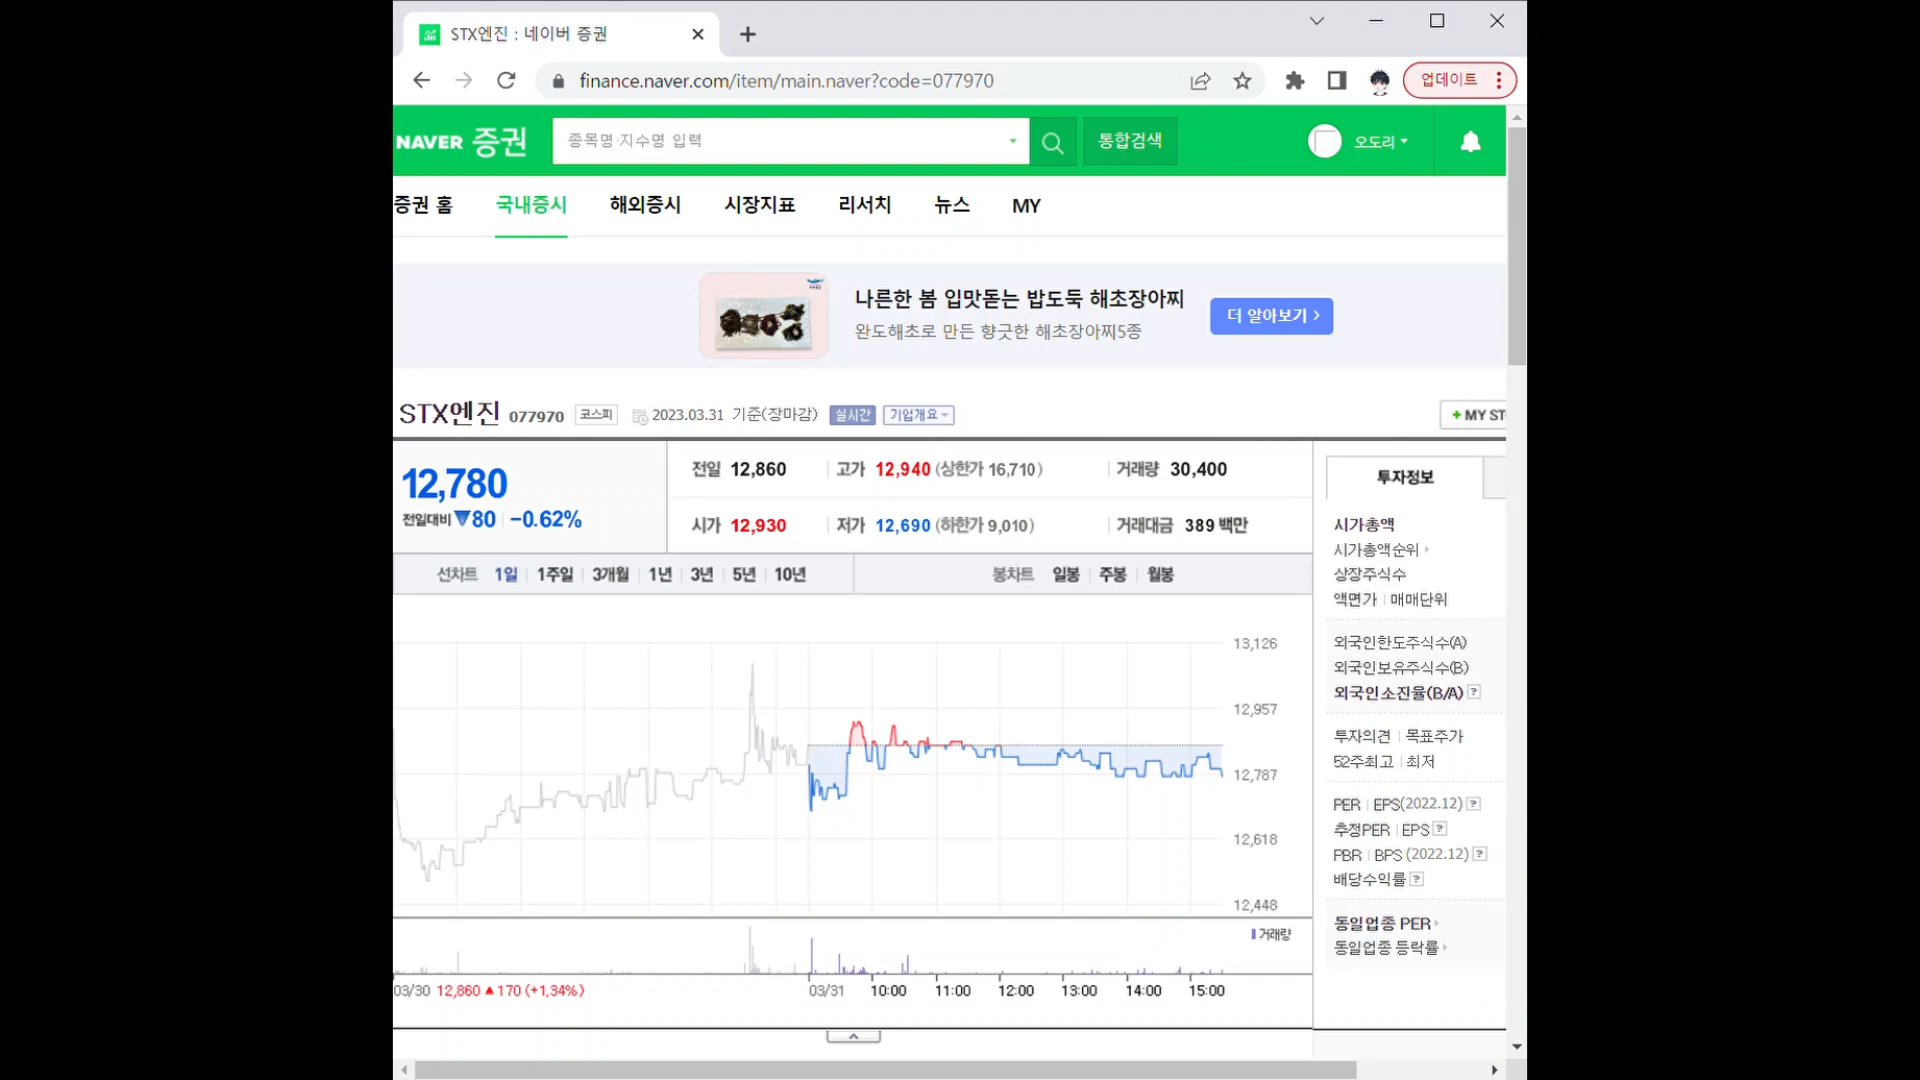 STX엔진 : 네이버 증권
finance.naver.com/item/main.naver?code=077970
업데이트
NAVER 증권
종목명·지수명 입력
통합검색
오도리
증권 홈 국내증시 해외증시 시장지표 리서치 뉴스 MY
나른한 봄 입맛돋는 밥도둑 해초장아찌
완도해초로 만든 향긋한 해초장아찌5종
더 알아보기
STX엔진 077970 코스피 2023.03.31 기준(장마감) 실시간 기업개요
+ MY ST
12,780
전일대비 ▼80 −0.62%
전일 12,860 고가 12,940 (상한가 16,710) 거래량 30,400
시가 12,930 저가 12,690 (하한가 9,010) 거래대금 389 백만
선차트 1일 1주일 3개월 1년 3년 5년 10년 봉차트 일봉 주봉 월봉
13,126
12,957
12,787
12,618
12,448
거래량
03/30 12,860 ▲170 (+1,34%)
03/31 10:00 11:00 12:00 13:00 14:00 15:00
투자정보
시가총액
시가총액순위
상장주식수
액면가 | 매매단위
외국인한도주식수(A)
외국인보유주식수(B)
외국인소진율(B/A) ?
투자의견 | 목표주가
52주최고 | 최저
PER | EPS(2022.12) ?
추정PER | EPS ?
PBR | BPS (2022.12) ?
배당수익률 ?
동일업종 PER
동일업종 등락률